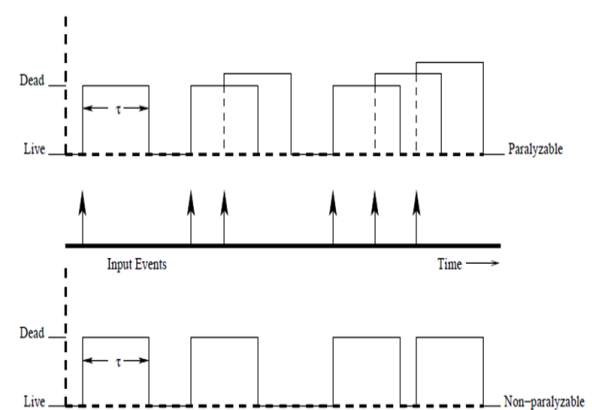 Dead
τ
Live
Paralyzable
Input Events
Time
Dead
τ
Live
Non-paralyzable